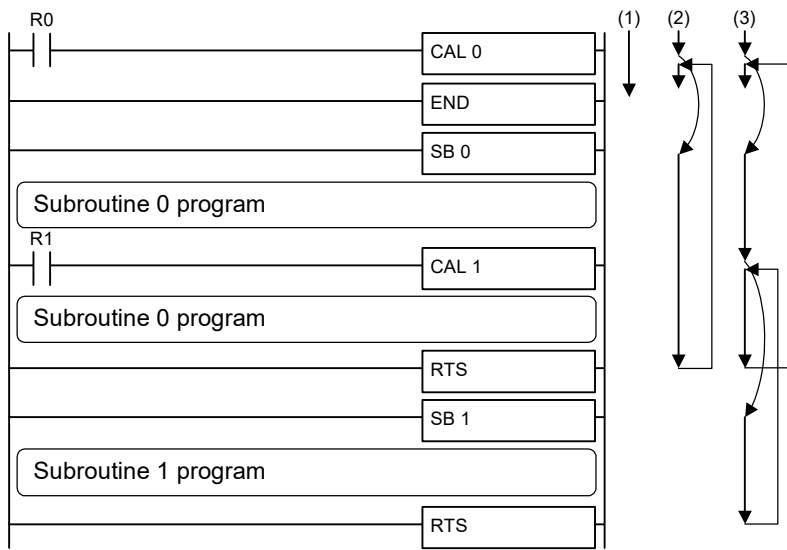 R0 (1) (2) (3)
CAL 0
END
SB 0
Subroutine 0 program
R1
CAL 1
Subroutine 0 program
RTS
SB 1
Subroutine 1 program
RTS